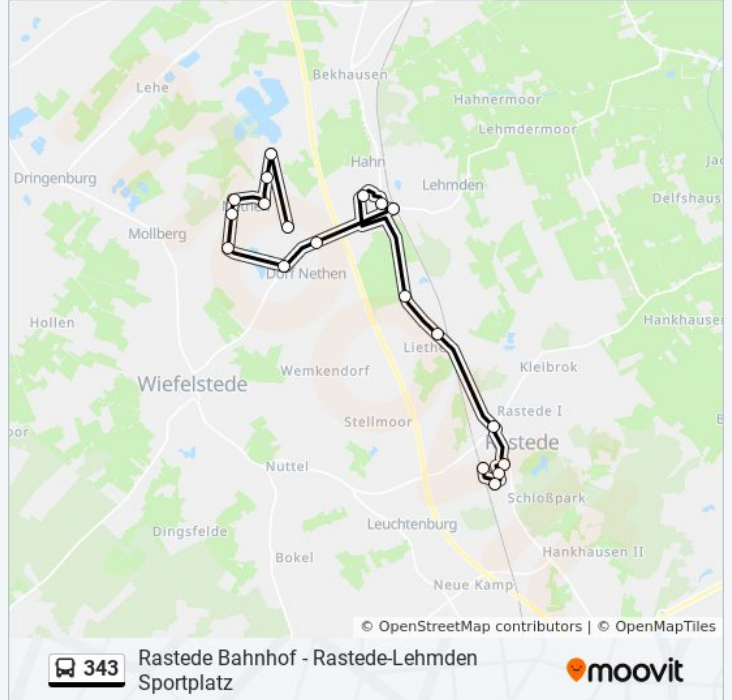 Bekhausen
Lehe
Hahnermoor
Lehmdermoor
Jac
Hahn
Dringenburg
Lehmden
Delfshaus
Mollberg
Dorf Nethen
Hollen
Hankhauser
Liethe
Kleibrok
Wemkendorf
Wiefelstede
Rastede I
Stellmoor
Rastede
Nuttel
Schloßpark
Leuchtenburg
Dingsfelde
Hankhausen II
Bokel
Neue Kamp
© OpenStreetMap contributors | © OpenMapTiles
343
Rastede Bahnhof - Rastede-Lehmden
Sportplatz
moovit